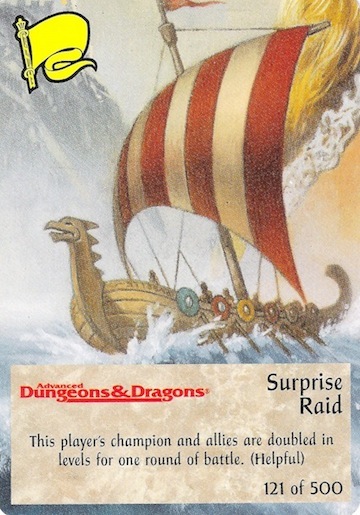 Advanced
Dungeons & Dragons®
Surprise
Raid
This player's champion and allies are doubled in
levels for one round of battle. (Helpful)
121 of 500